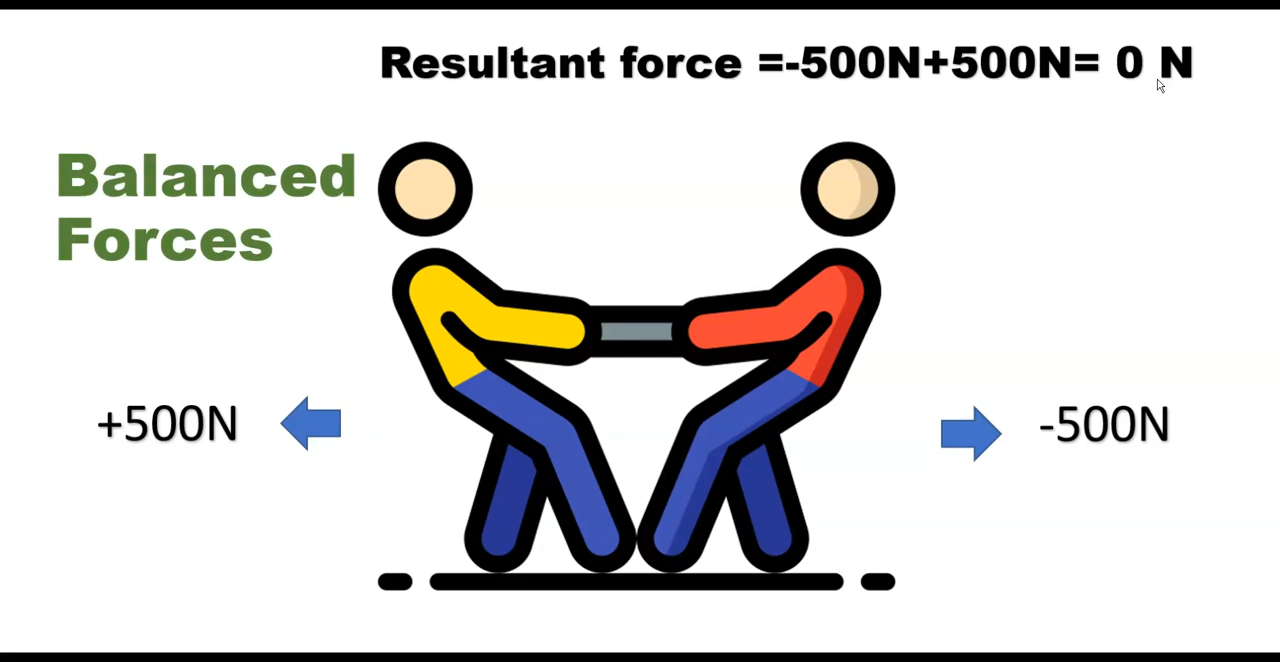 Resultant force =-500N+500N= 0 N
Balanced
Forces
+500N
-500N